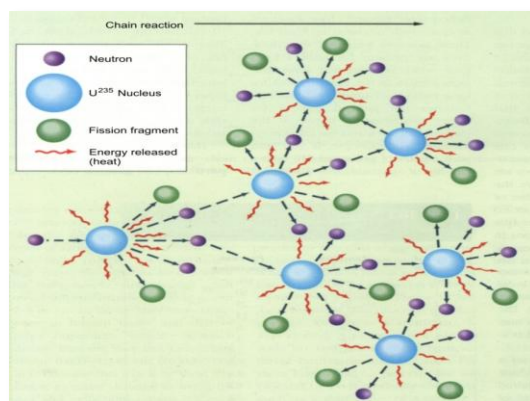 Chain reaction
Neutron
U²³⁵ Nucleus
Fission fragment
Energy released
(heat)